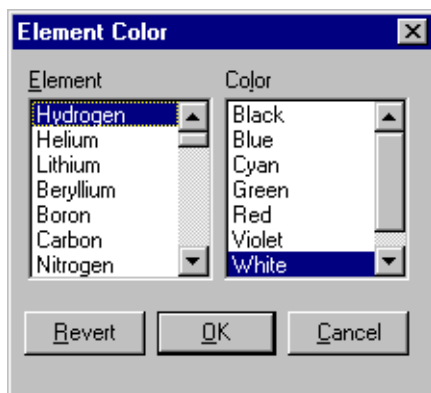 Element Color
Element
Color
Hydrogen
Helium
Lithium
Beryllium
Boron
Carbon
Nitrogen
Black
Blue
Cyan
Green
Red
Violet
White
Revert
OK
Cancel